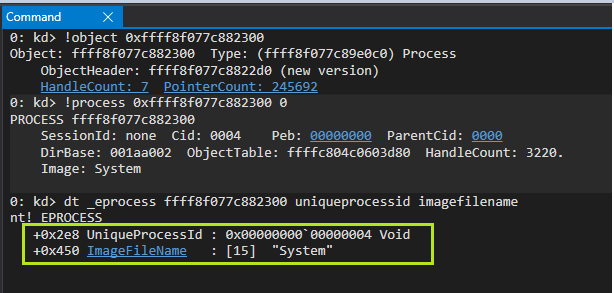 Command ✕
0: kd> !object 0xffff8f077c882300
Object: ffff8f077c882300  Type: (ffff8f077c89e0c0) Process
    ObjectHeader: ffff8f077c8822d0 (new version)
    HandleCount: 7  PointerCount: 245692
0: kd> !process 0xffff8f077c882300 0
PROCESS ffff8f077c882300
    SessionId: none  Cid: 0004    Peb: 00000000  ParentCid: 0000
    DirBase: 001aa002  ObjectTable: ffffc804c0603d80  HandleCount: 3220.
    Image: System
0: kd> dt _eprocess ffff8f077c882300 uniqueprocessid imagefilename
nt!_EPROCESS
   +0x2e8 UniqueProcessId : 0x00000000`00000004 Void
   +0x450 ImageFileName   : [15]  "System"